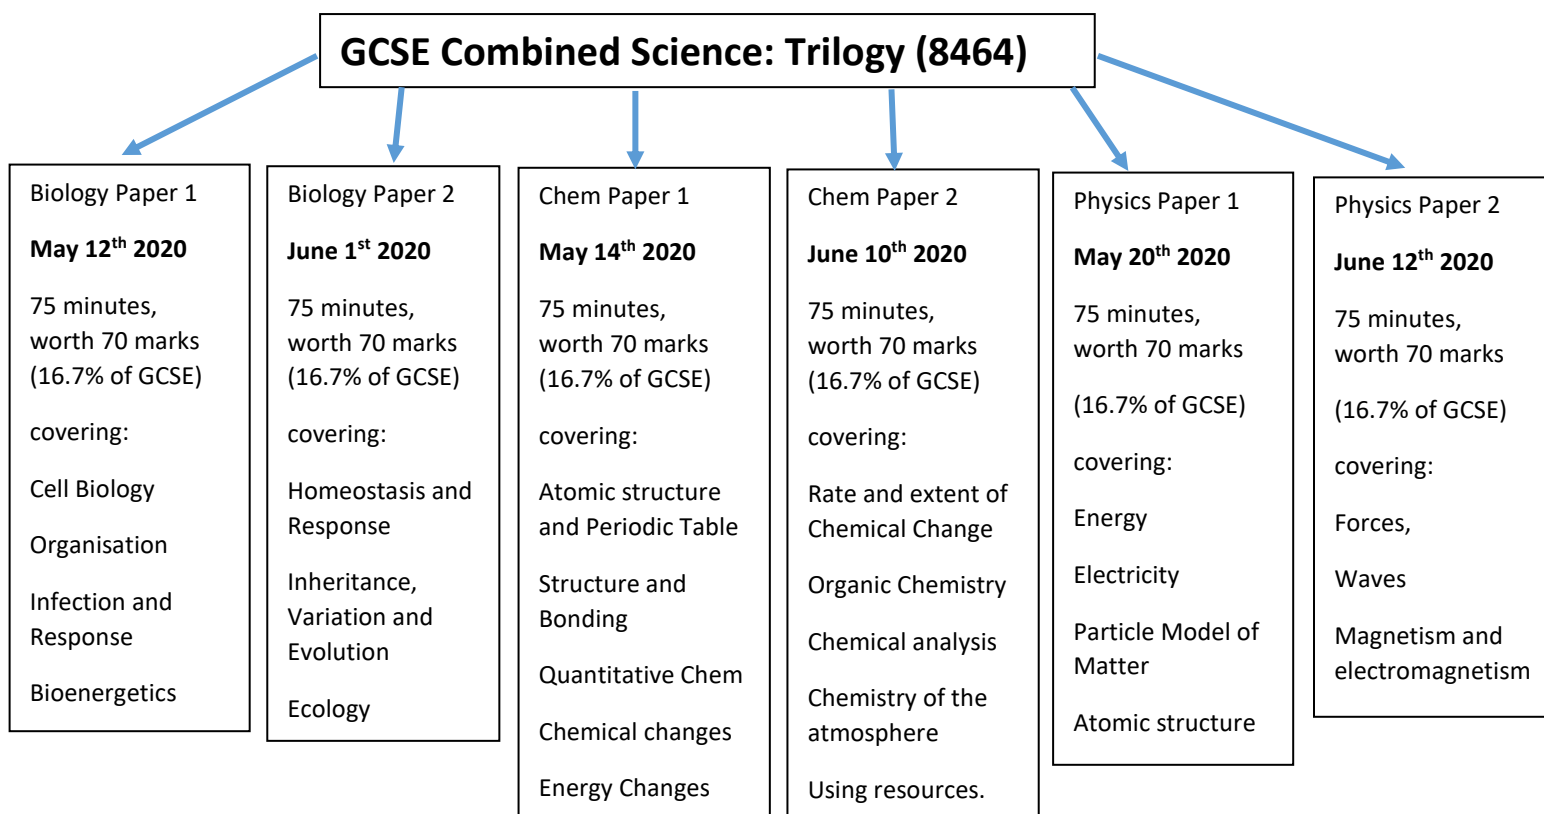 GCSE Combined Science: Trilogy (8464)
Biology Paper 1
May 12th 2020
75 minutes,
worth 70 marks
(16.7% of GCSE)
covering:
Cell Biology
Organisation
Infection and
Response
Bioenergetics
Biology Paper 2
June 1st 2020
75 minutes,
worth 70 marks
(16.7% of GCSE)
covering:
Homeostasis and
Response
Inheritance,
Variation and
Evolution
Ecology
Chem Paper 1
May 14th 2020
75 minutes,
worth 70 marks
(16.7% of GCSE)
covering:
Atomic structure
and Periodic Table
Structure and
Bonding
Quantitative Chem
Chemical changes
Energy Changes
Chem Paper 2
June 10th 2020
75 minutes,
worth 70 marks
(16.7% of GCSE)
covering:
Rate and extent of
Chemical Change
Organic Chemistry
Chemical analysis
Chemistry of the
atmosphere
Using resources.
Physics Paper 1
May 20th 2020
75 minutes,
worth 70 marks
(16.7% of GCSE)
covering:
Energy
Electricity
Particle Model of
Matter
Atomic structure
Physics Paper 2
June 12th 2020
75 minutes,
worth 70 marks
(16.7% of GCSE)
covering:
Forces,
Waves
Magnetism and
electromagnetism